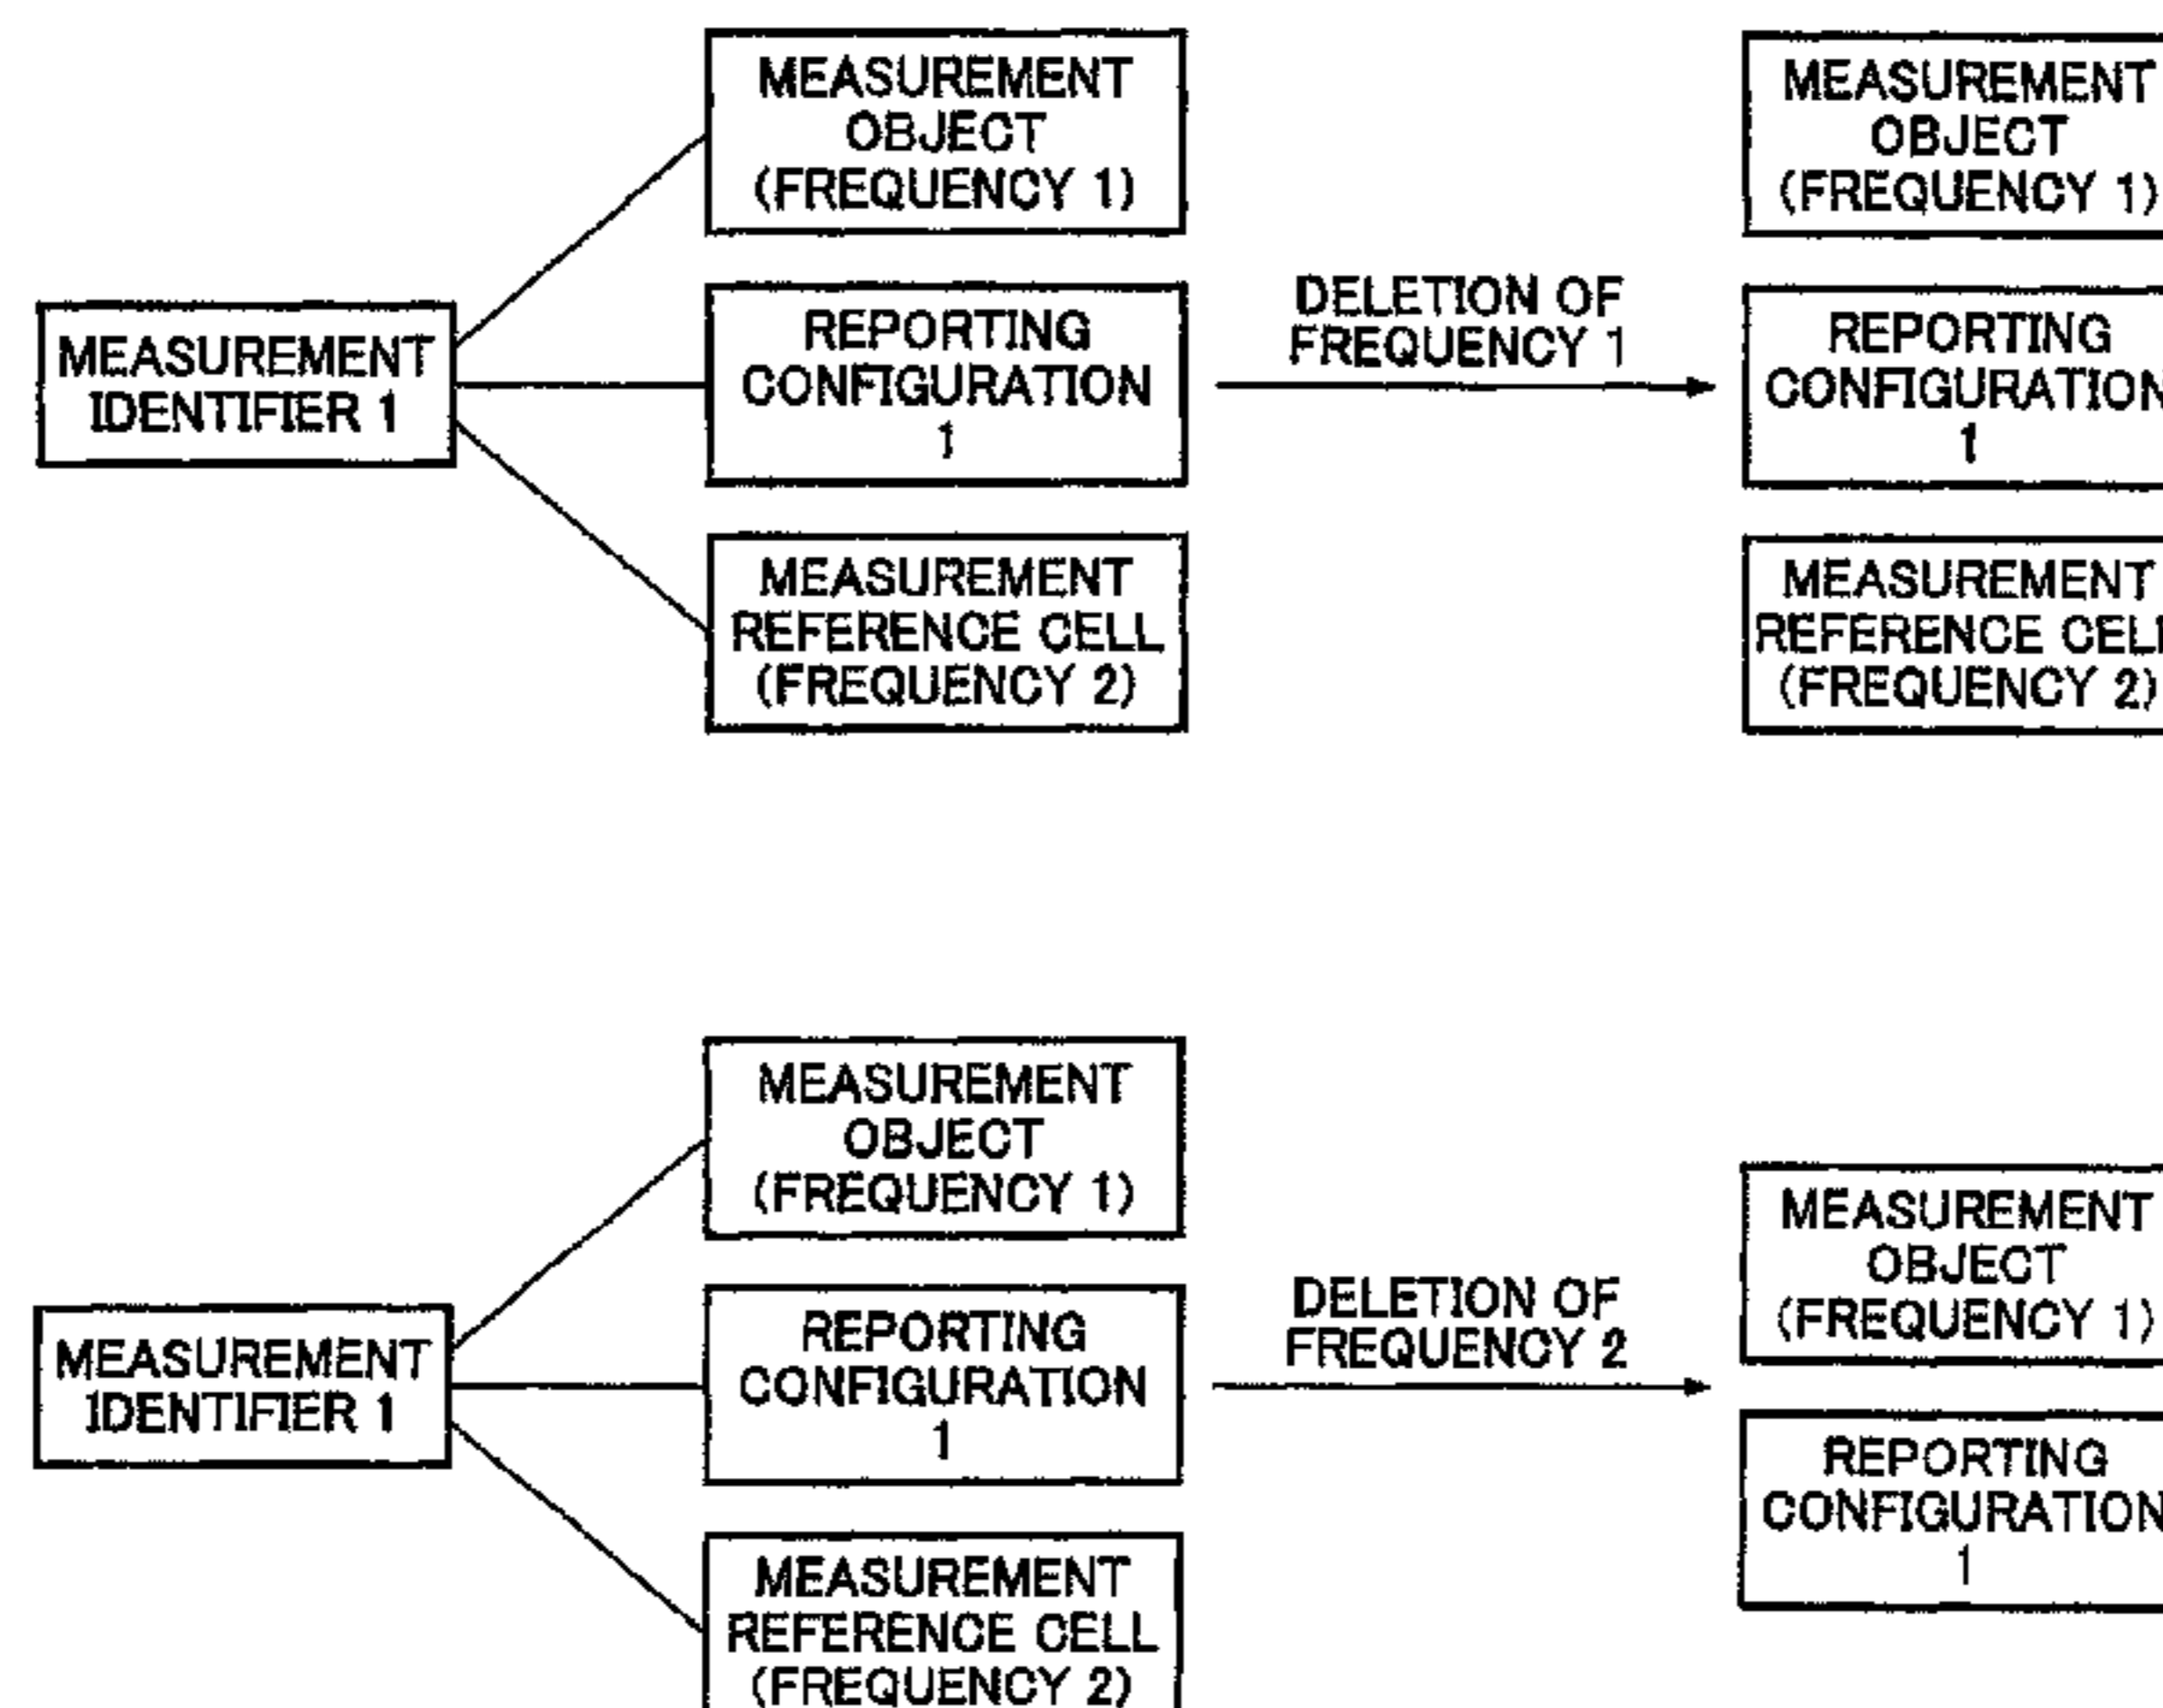 MEASUREMENT
OBJECT
(FREQUENCY 1)
MEASUREMENT
IDENTIFIER 1
REPORTING
CONFIGURATION
1
MEASUREMENT
REFERENCE CELL
(FREQUENCY 2)
DELETION OF
FREQUENCY 1
MEASUREMENT
OBJECT
(FREQUENCY 1)
REPORTING
CONFIGURATION
1
MEASUREMENT
REFERENCE CELL
(FREQUENCY 2)
MEASUREMENT
OBJECT
(FREQUENCY 1)
MEASUREMENT
IDENTIFIER 1
REPORTING
CONFIGURATION
1
MEASUREMENT
REFERENCE CELL
(FREQUENCY 2)
DELETION OF
FREQUENCY 2
MEASUREMENT
OBJECT
(FREQUENCY 1)
REPORTING
CONFIGURATION
1